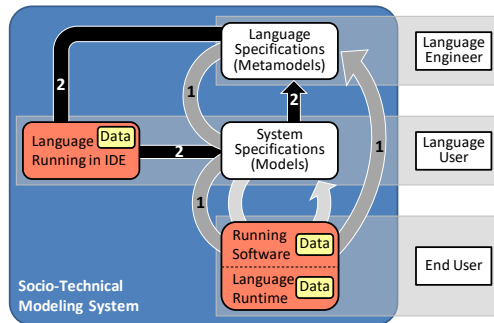 Language
Specifications
(Metamodels)
Language
Engineer
2
1
2
1
Language
Running in IDE
Data
2
System
Specifications
(Models)
Language
User
1
Running
Software
Data
Language
Runtime
Data
End User
Socio-Technical
Modeling System